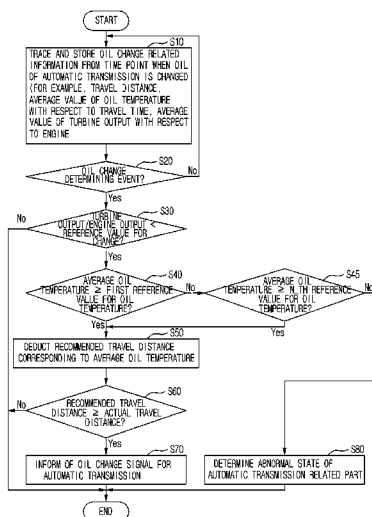 START
S10
TRACE AND STORE OIL CHANGE RELATED
INFORMATION FROM TIME POINT WHEN OIL
OF AUTOMATIC TRANSMISSION IS CHANGED
(FOR EXAMPLE, TRAVEL DISTANCE,
AVERAGE VALUE OF OIL TEMPERATURE
WITH RESPECT TO TRAVEL TIME, AVERAGE
VALUE OF TURBINE OUTPUT WITH RESPECT
TO ENGINE
S20
OIL CHANGE
DETERMINING EVENT?
No
Yes
S30
No
TURBINE
OUTPUT/ENGINE OUTPUT <
REFERENCE VALUE FOR
CHANGE?
Yes
S40
AVERAGE OIL
TEMPERATURE ≥ FIRST REFERENCE
VALUE FOR OIL
TEMPERATURE?
No
S45
AVERAGE OIL
TEMPERATURE ≥ N_TH REFERENCE
VALUE FOR OIL
TEMPERATURE?
No
Yes
Yes
S50
DEDUCT RECOMMENDED TRAVEL DISTANCE
CORRESPONDING TO AVERAGE OIL TEMPERATURE
S60
No
RECOMMENDED TRAVEL
DISTANCE ≥ ACTUAL TRAVEL
DISTANCE?
Yes
S70
INFORM OF OIL CHANGE SIGNAL FOR
AUTOMATIC TRANSMISSION
S80
DETERMINE ABNORMAL STATE OF
AUTOMATIC TRANSMISSION RELATED PART
END